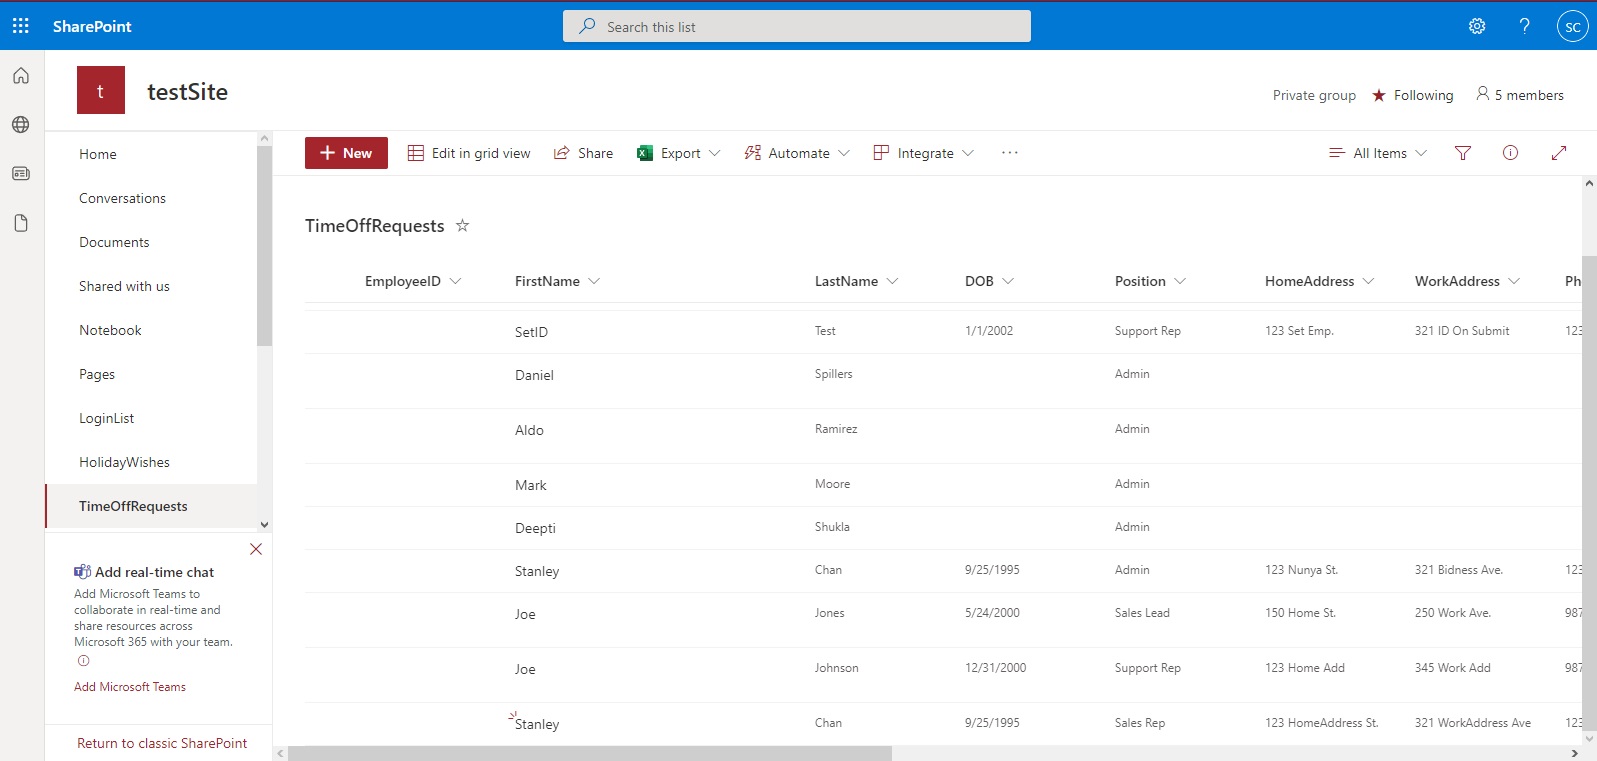 SharePoint
Search this list
?
SC
t
testSite
Private group
Following
5 members
Home
Conversations
Documents
Shared with us
Notebook
Pages
LoginList
HolidayWishes
TimeOffRequests
Add real-time chat
Add Microsoft Teams to
collaborate in real-time and
share resources across
Microsoft 365 with your team.
Add Microsoft Teams
Return to classic SharePoint
+ New
Edit in grid view
Share
Export
Automate
Integrate
...
All Items
TimeOffRequests
EmployeeID FirstName LastName DOB Position HomeAddress WorkAddress Ph
SetID Test 1/1/2002 Support Rep 123 Set Emp. 321 ID On Submit 123
Daniel Spillers Admin
Aldo Ramirez Admin
Mark Moore Admin
Deepti Shukla Admin
Stanley Chan 9/25/1995 Admin 123 Nunya St. 321 Bidness Ave. 123
Joe Jones 5/24/2000 Sales Lead 150 Home St. 250 Work Ave. 987
Joe Johnson 12/31/2000 Support Rep 123 Home Add 345 Work Add 987
Stanley Chan 9/25/1995 Sales Rep 123 HomeAddress St. 321 WorkAddress Ave 123